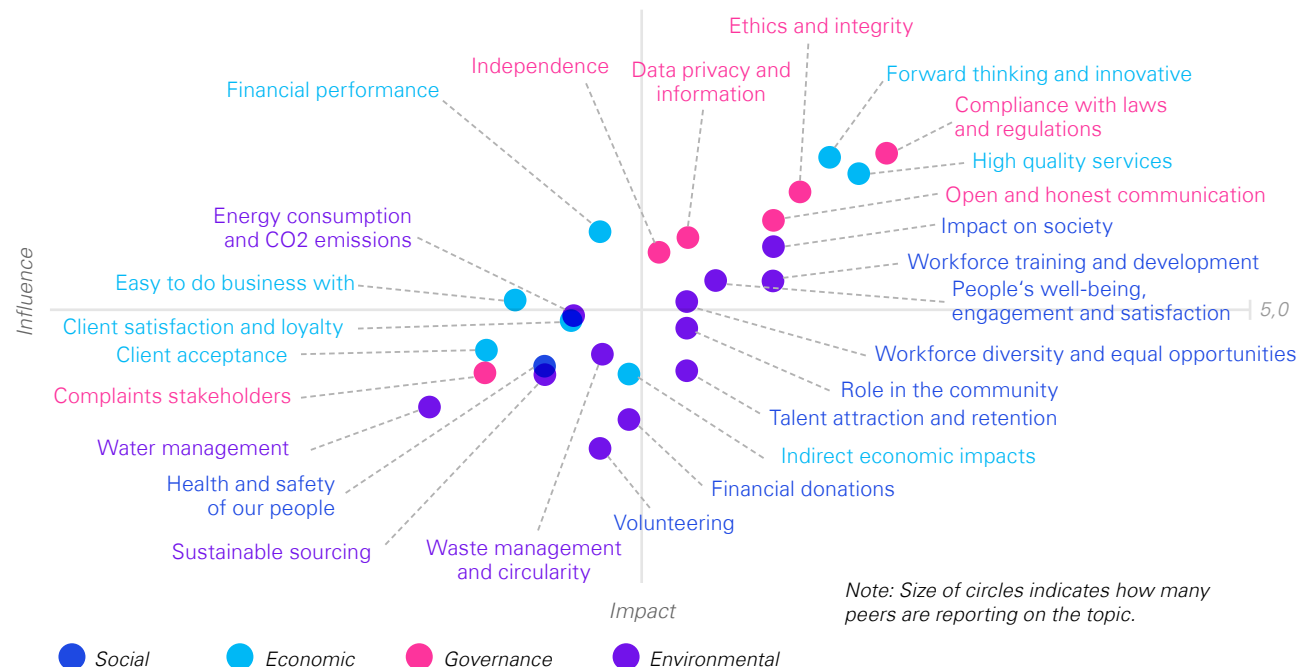 Ethics and integrity
Independence
Data privacy and
information
Forward thinking and innovative
Financial performance
Compliance with laws
and regulations
High quality services
Open and honest communication
Energy consumption
and CO2 emissions
Impact on society
Workforce training and development
Easy to do business with
People's well-being,
engagement and satisfaction
Influence
5,0
Client satisfaction and loyalty
Client acceptance
Workforce diversity and equal opportunities
Complaints stakeholders
Role in the community
Talent attraction and retention
Water management
Indirect economic impacts
Health and safety
of our people
Financial donations
Volunteering
Sustainable sourcing
Waste management
and circularity
Impact
Note: Size of circles indicates how many
peers are reporting on the topic.
Social
Economic
Governance
Environmental